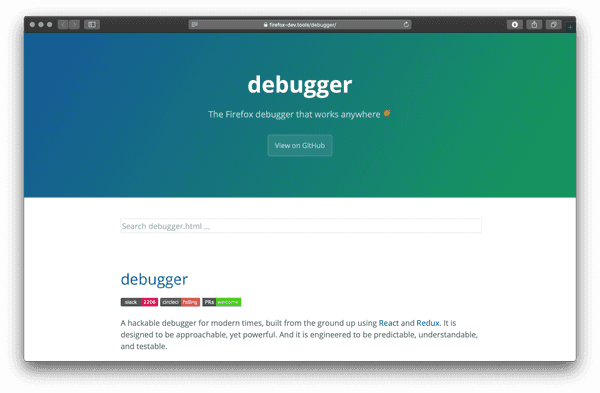 firefox-dev.tools/debugger/
debugger
The Firefox debugger that works anywhere
View on GitHub
Search debugger.html ...
debugger
slack 2206 circleci failing PRs welcome
A hackable debugger for modern times, built from the ground up using React and Redux. It is
designed to be approachable, yet powerful. And it is engineered to be predictable, understandable,
and testable.